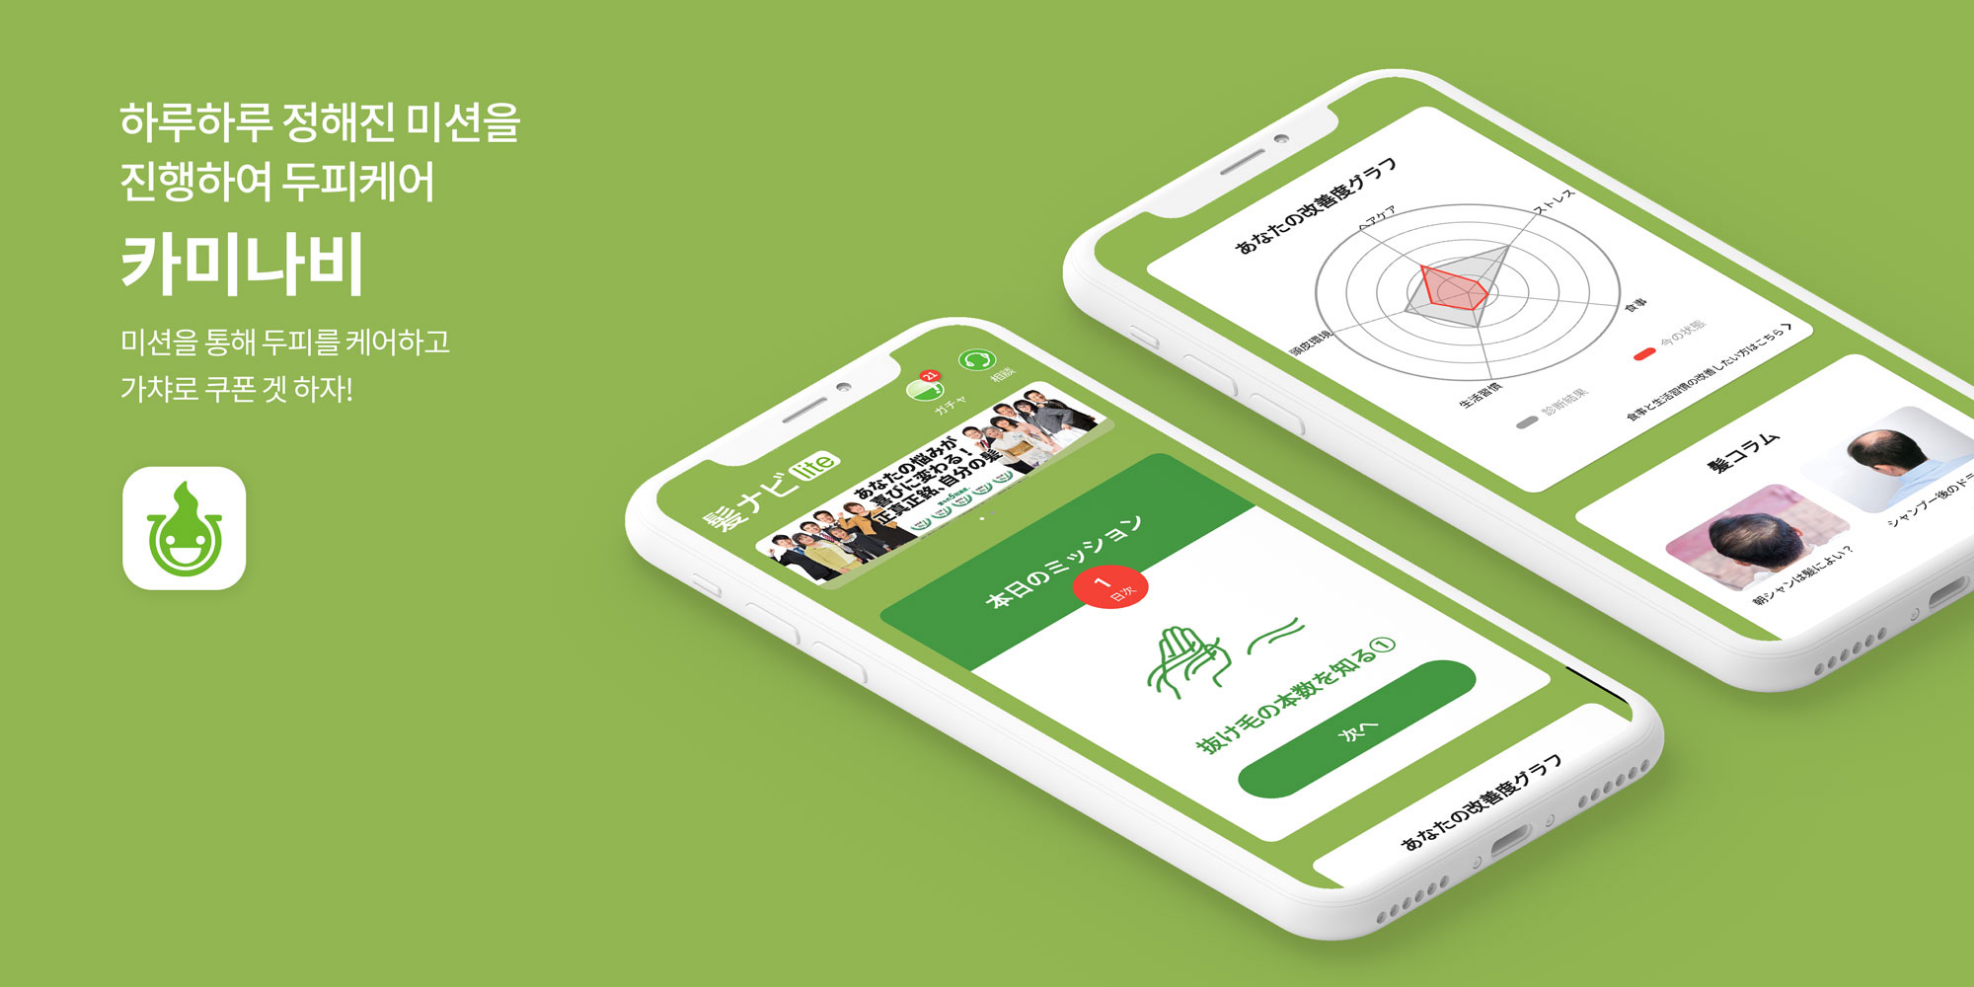 하루하루 정해진 미션을
진행하여 두피케어
카미나비
미션을 통해 두피를 케어하고
가챠로 쿠폰 겟 하자!
髪ナビ lite
21
ガチャ
相談
あなたの悩みが
喜びに変わる!
正真正銘、自分の髪
本日のミッション
1
日次
抜け毛の本数を知る①
次へ
あなたの改善度グラフ
あなたの改善度グラフ
ヘアケア
ストレス
食事
生活習慣
頭皮環境
今の状態
診断結果
食事と生活習慣の改善したい方はこちら
髪コラム
朝シャンは髪によい?
シャンプー後のドラ